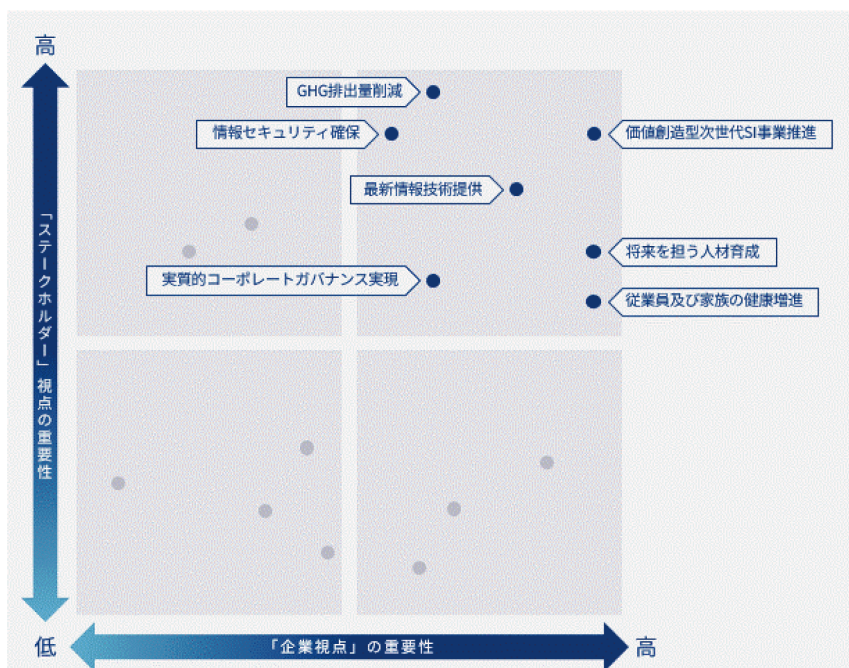 高
GHG排出量削減
情報セキュリティ確保
価値創造型次世代SI事業推進
最新情報技術提供
将来を担う人材育成
実質的コーポレートガバナンス実現
従業員及び家族の健康増進
「ステークホルダー」視点の重要性
低
「企業視点」の重要性
高